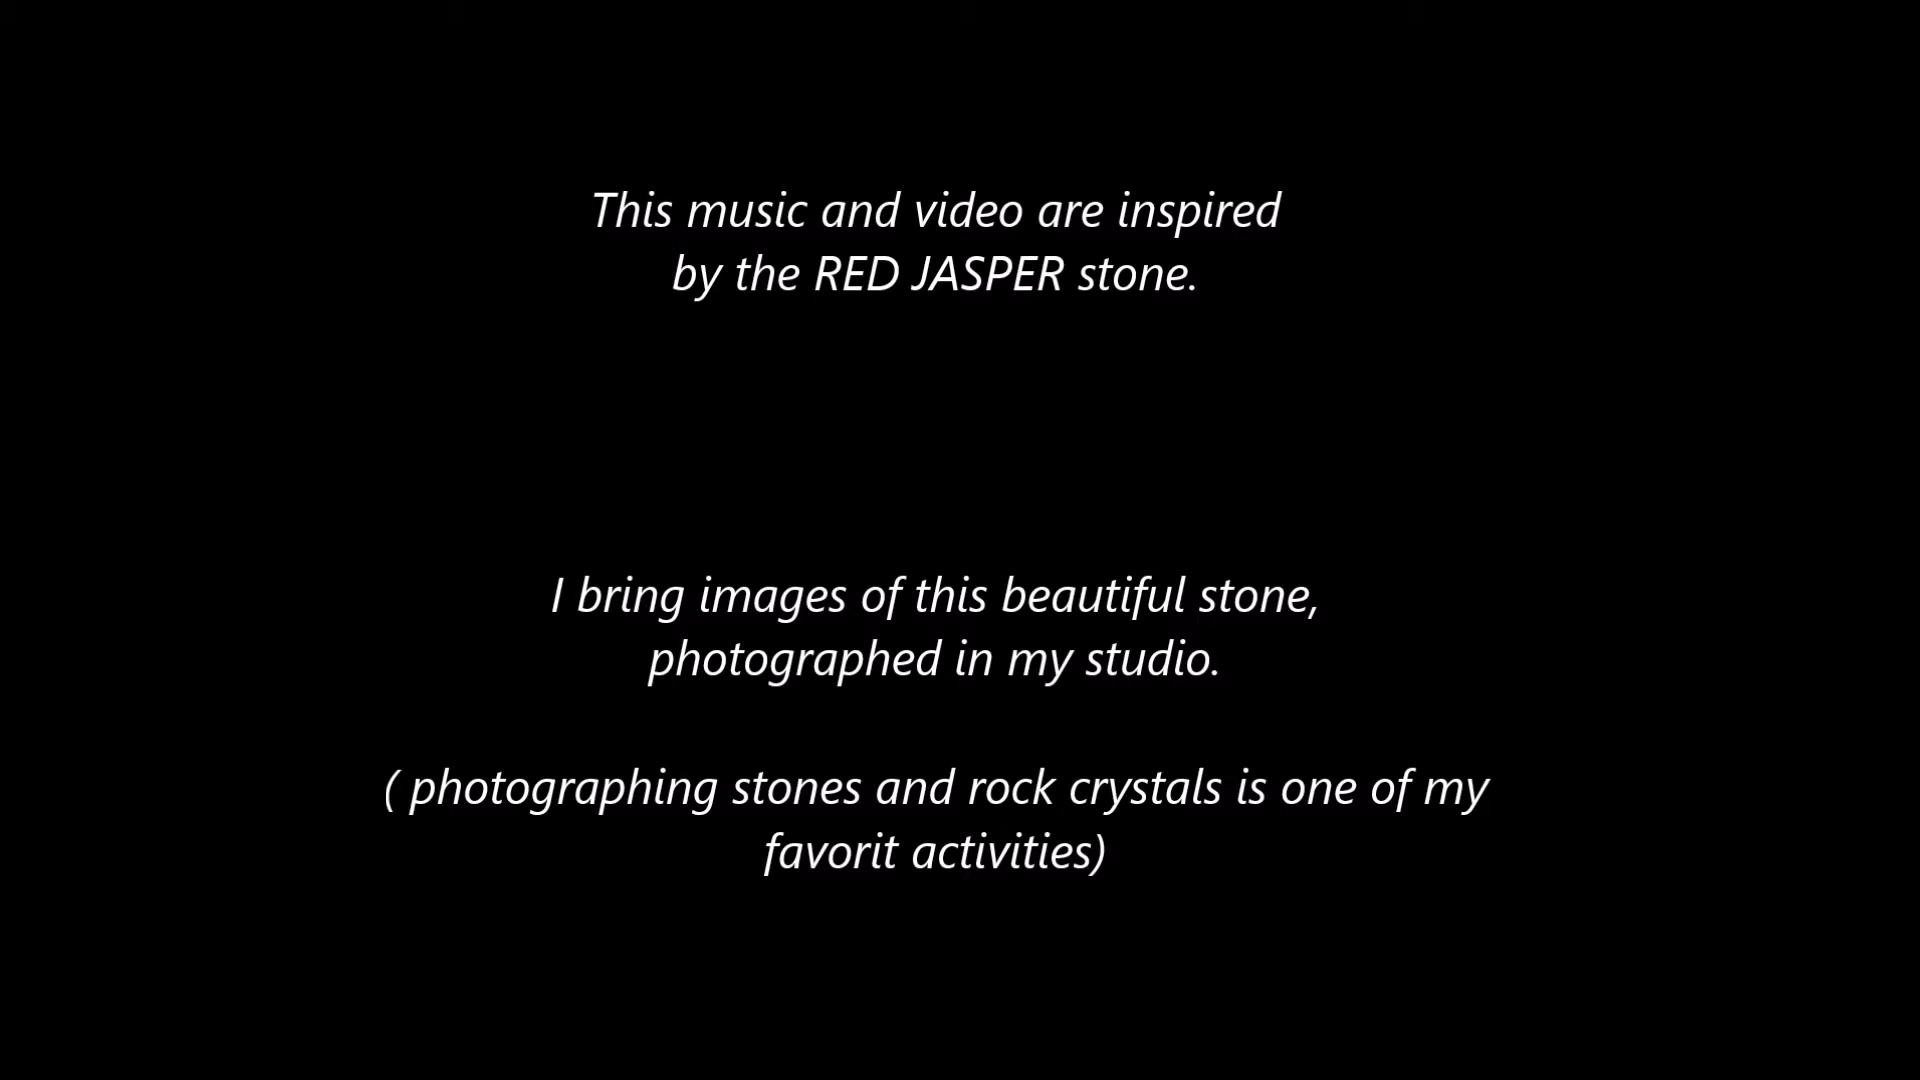 This music and video are inspired
by the RED JASPER stone.
I bring images of this beautiful stone,
photographed in my studio.
( photographing stones and rock crystals is one of my
favorit activities)